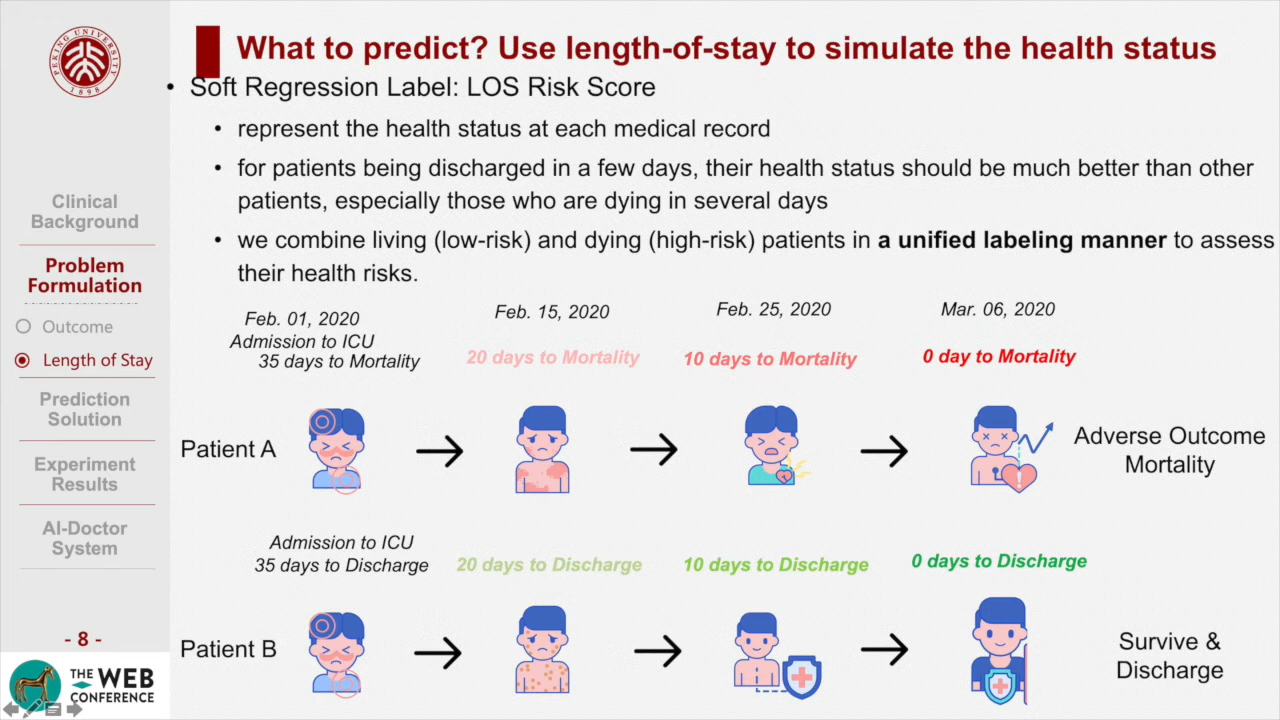 What to predict? Use length-of-stay to simulate the health status
• Soft Regression Label: LOS Risk Score
• represent the health status at each medical record
• for patients being discharged in a few days, their health status should be much better than other
patients, especially those who are dying in several days
• we combine living (low-risk) and dying (high-risk) patients in a unified labeling manner to assess
their health risks.
PEKING UNIVERSITY
1898
Clinical
Background
Problem
Formulation
Outcome
Length of Stay
Prediction
Solution
Experiment
Results
AI-Doctor
System
- 8 -
THE WEB
CONFERENCE
Feb. 01, 2020
Admission to ICU
35 days to Mortality
Feb. 15, 2020
20 days to Mortality
Feb. 25, 2020
10 days to Mortality
Mar. 06, 2020
0 day to Mortality
Patient A
Adverse Outcome
Mortality
Admission to ICU
35 days to Discharge
20 days to Discharge
10 days to Discharge
0 days to Discharge
Patient B
Survive &
Discharge